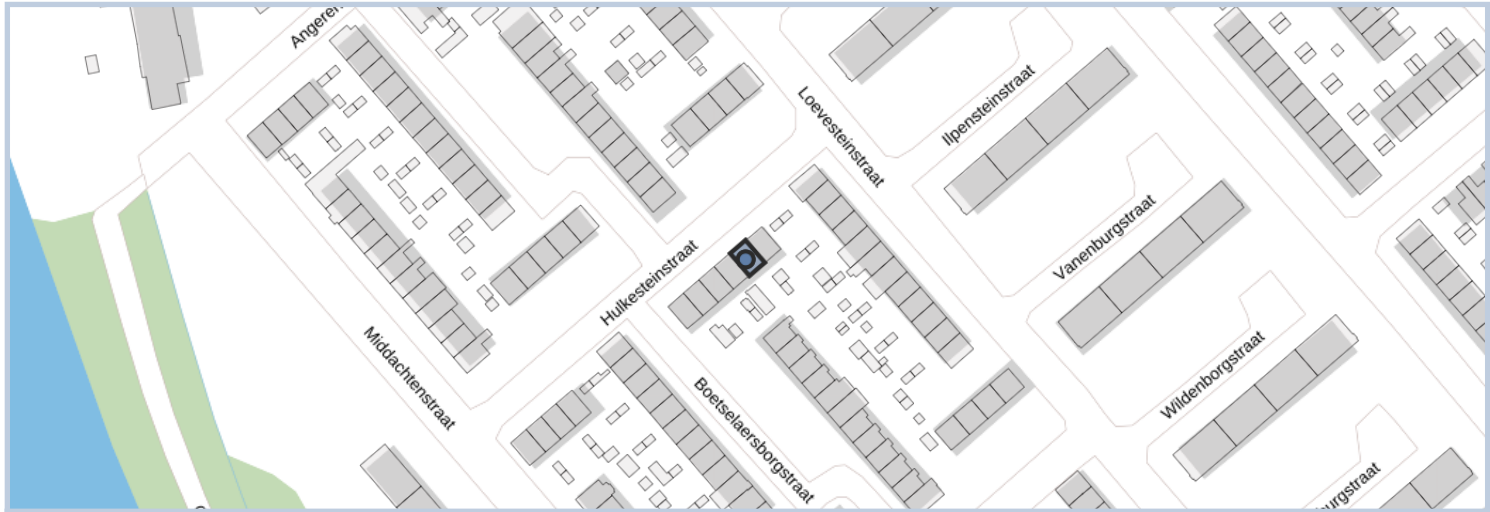 Angeren
Loevesteinstraat
Ilpensteinstraat
Vanenburgstraat
Hulkesteinstraat
Middachtenstraat
Boetselaersborgstraat
Wildenborgstraat
burgstraat